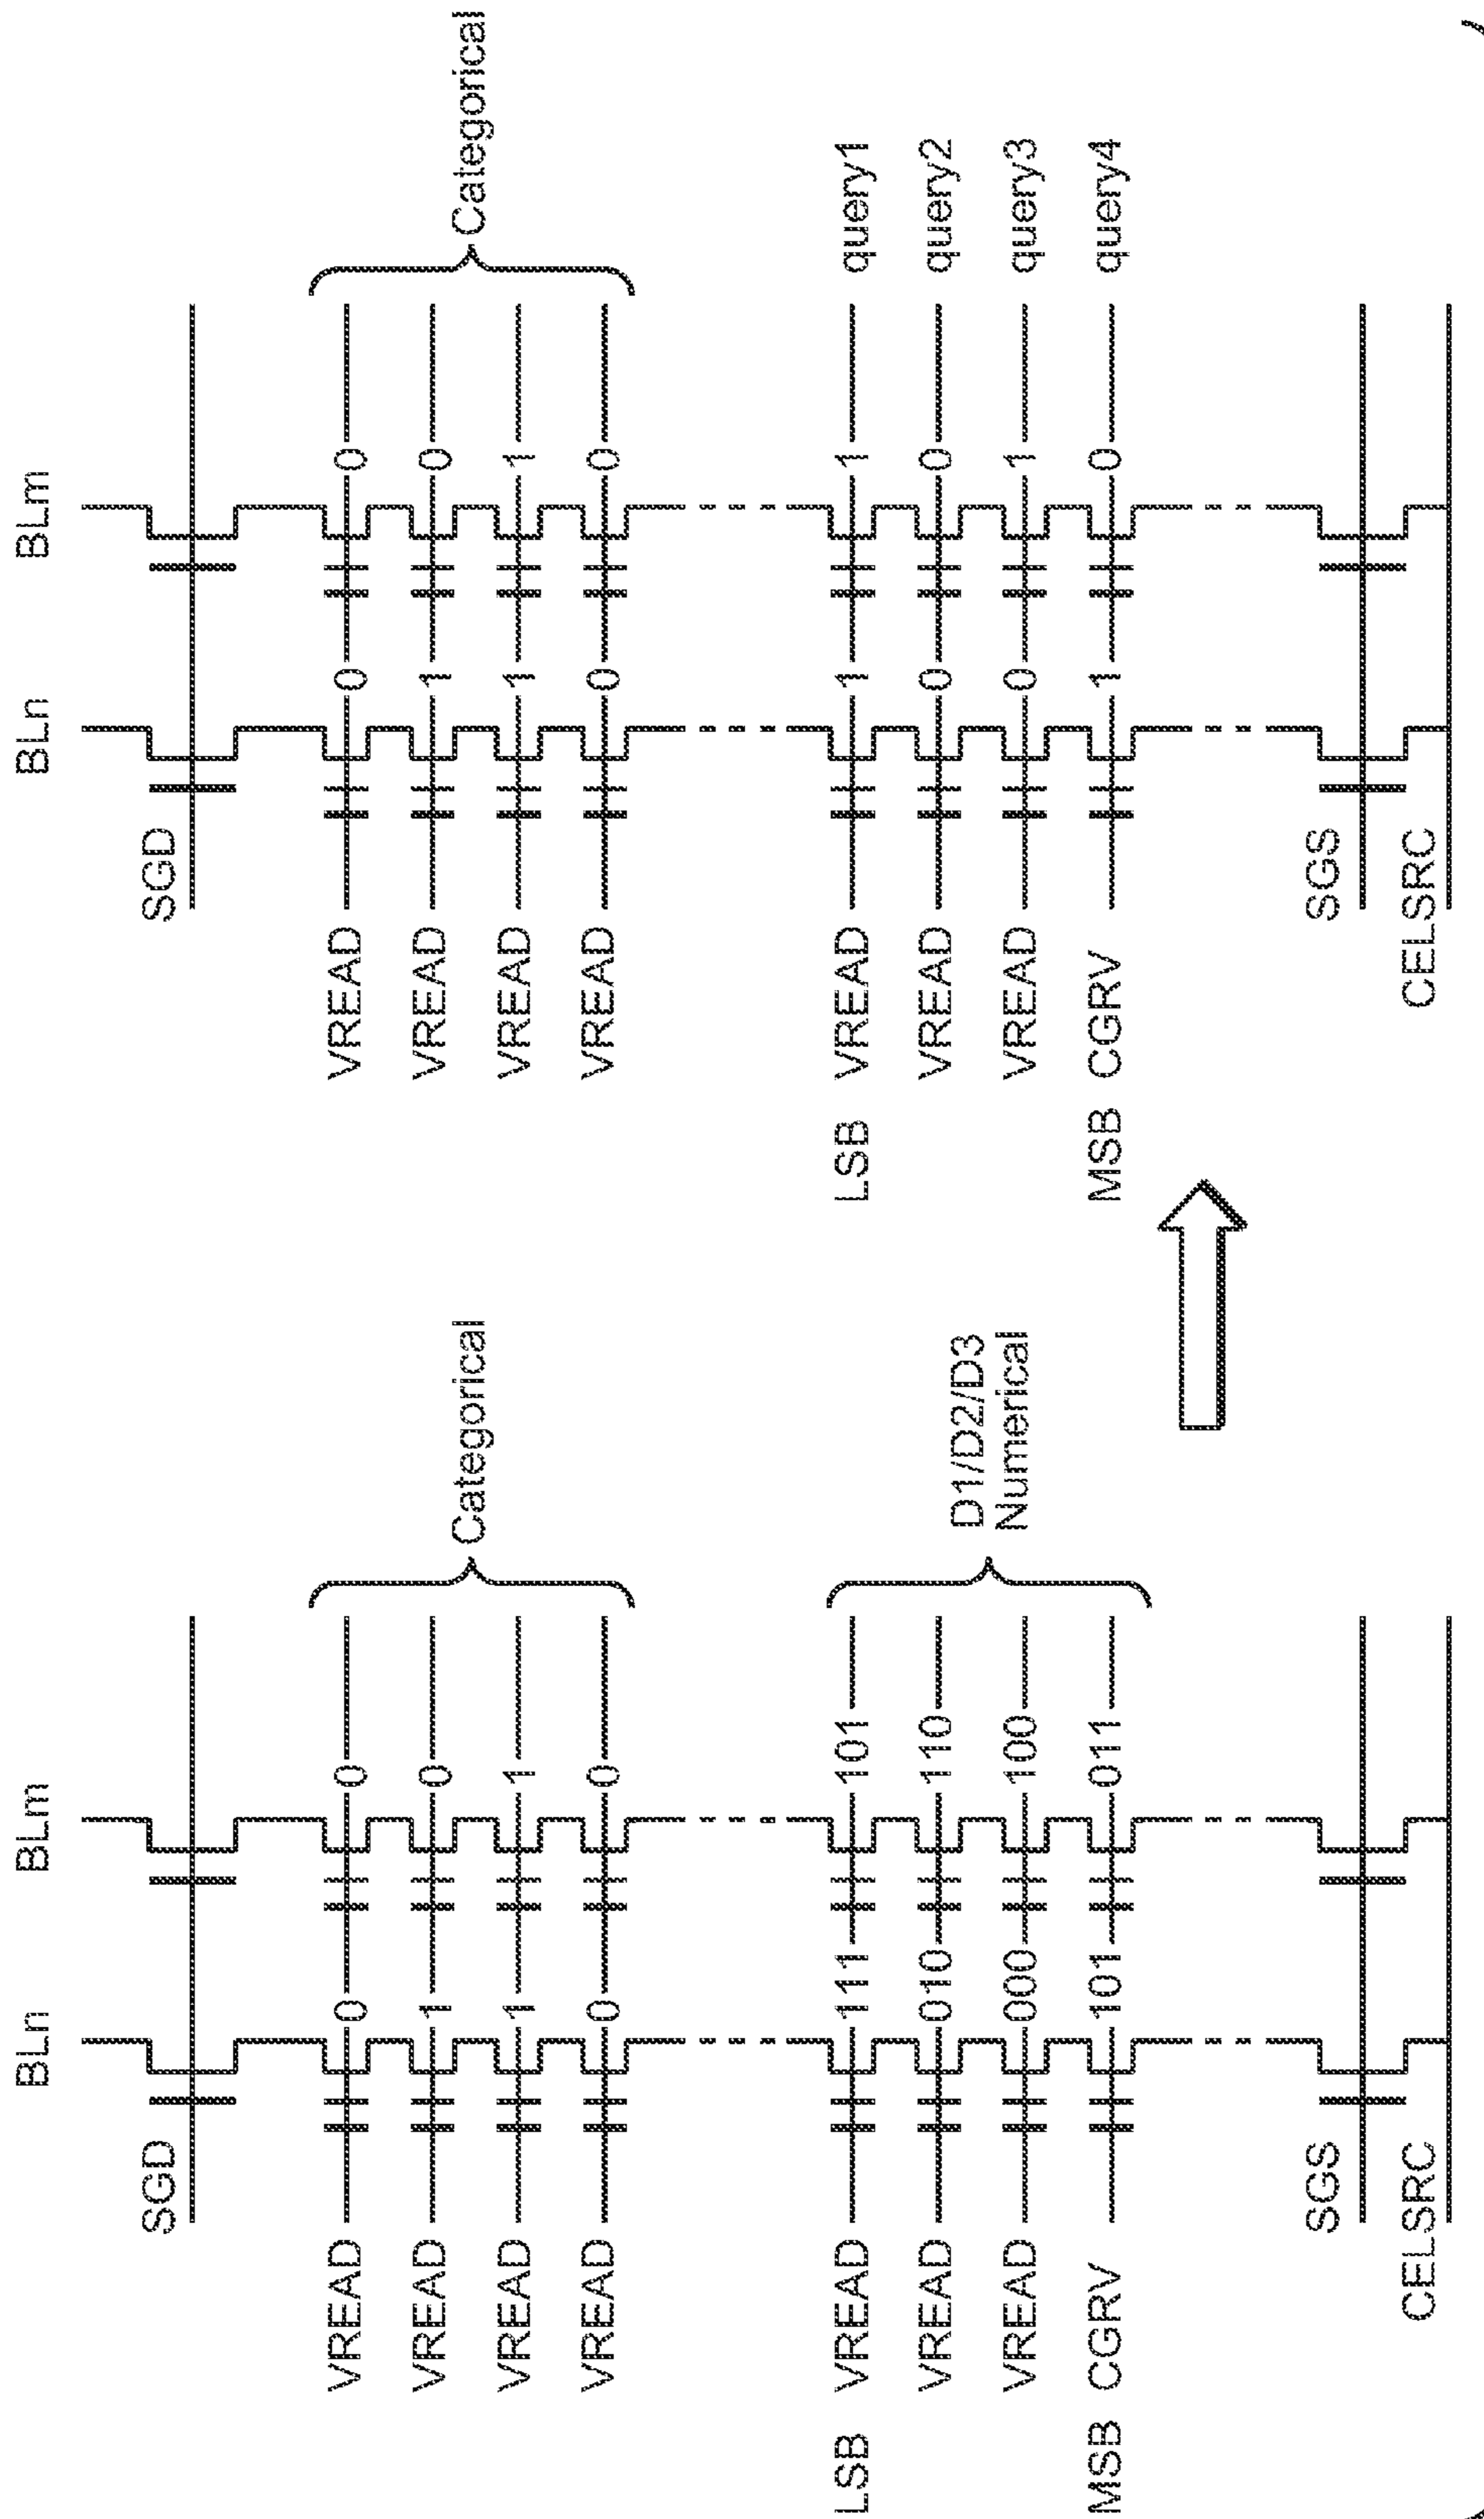 BLn BLm
SGD
VREAD 0 0
VREAD 1 0
VREAD 1 1
VREAD 0 0
Categorical
LSB VREAD 111 101
VREAD 010 110
VREAD 000 100
MSB CGRV 101 011
D1/D2/D3
Numerical
SGS
CELSRC
BLn BLm
SGD
VREAD 0 0
VREAD 1 0
VREAD 1 1
VREAD 0 0
Categorical
LSB VREAD 1 1 query1
VREAD 0 0 query2
VREAD 0 1 query3
MSB CGRV 1 0 query4
SGS
CELSRC